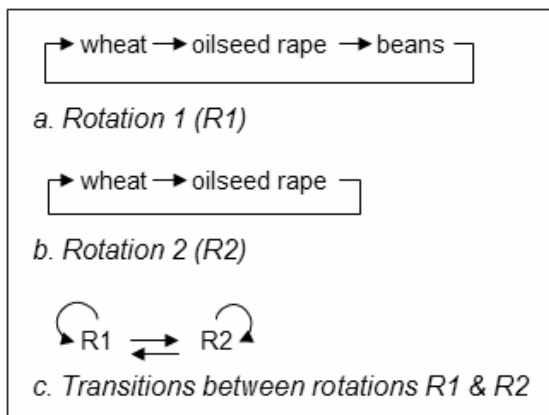 wheat oilseed rape beans
a. Rotation 1 (R1)
wheat oilseed rape
b. Rotation 2 (R2)
R1 R2
c. Transitions between rotations R1 & R2